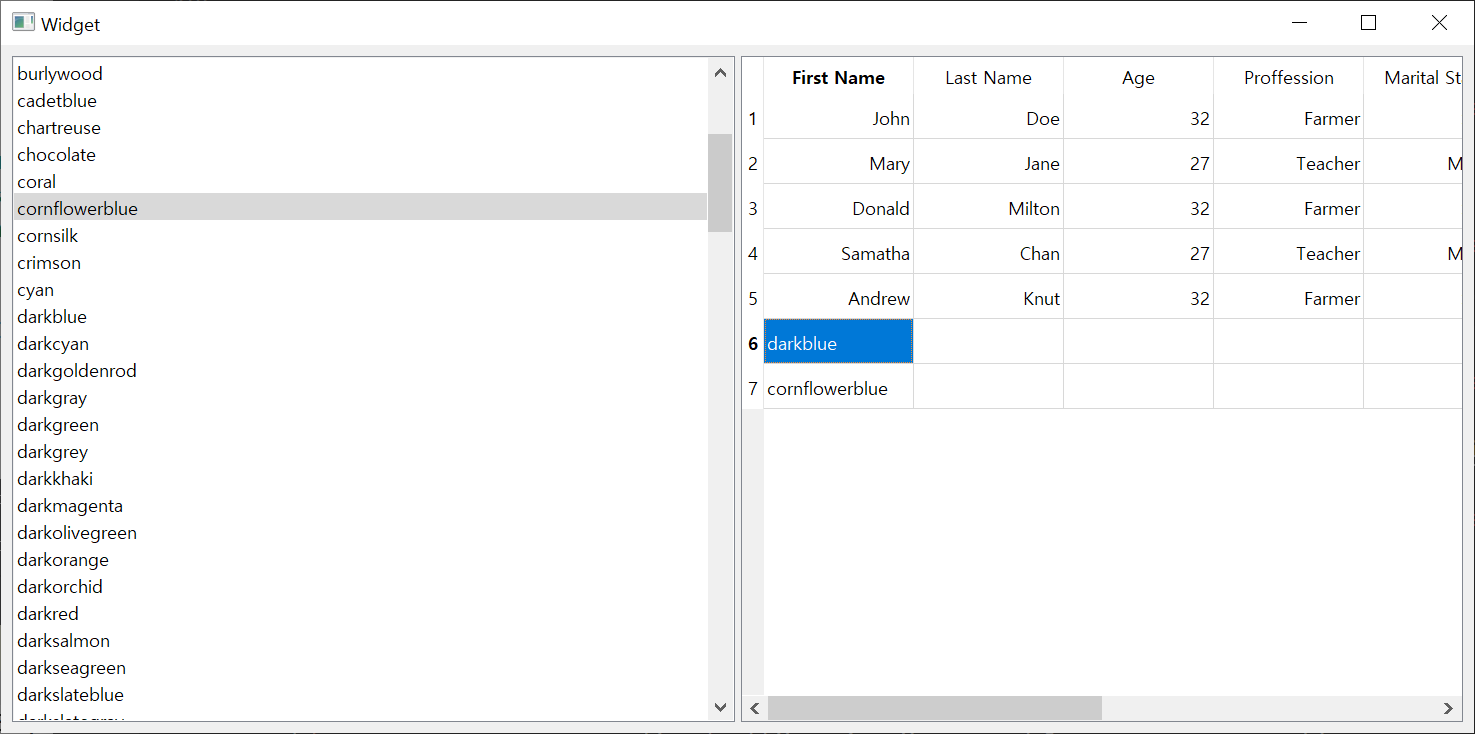 Widget
burlywood
cadetblue
chartreuse
chocolate
coral
cornflowerblue
cornsilk
crimson
cyan
darkblue
darkcyan
darkgoldenrod
darkgray
darkgreen
darkgrey
darkkhaki
darkmagenta
darkolivegreen
darkorange
darkorchid
darkred
darksalmon
darkseagreen
darkslateblue
First Name Last Name Age Proffession Marital St
1 John Doe 32 Farmer
2 Mary Jane 27 Teacher M
3 Donald Milton 32 Farmer
4 Samatha Chan 27 Teacher M
5 Andrew Knut 32 Farmer
6 darkblue
7 cornflowerblue